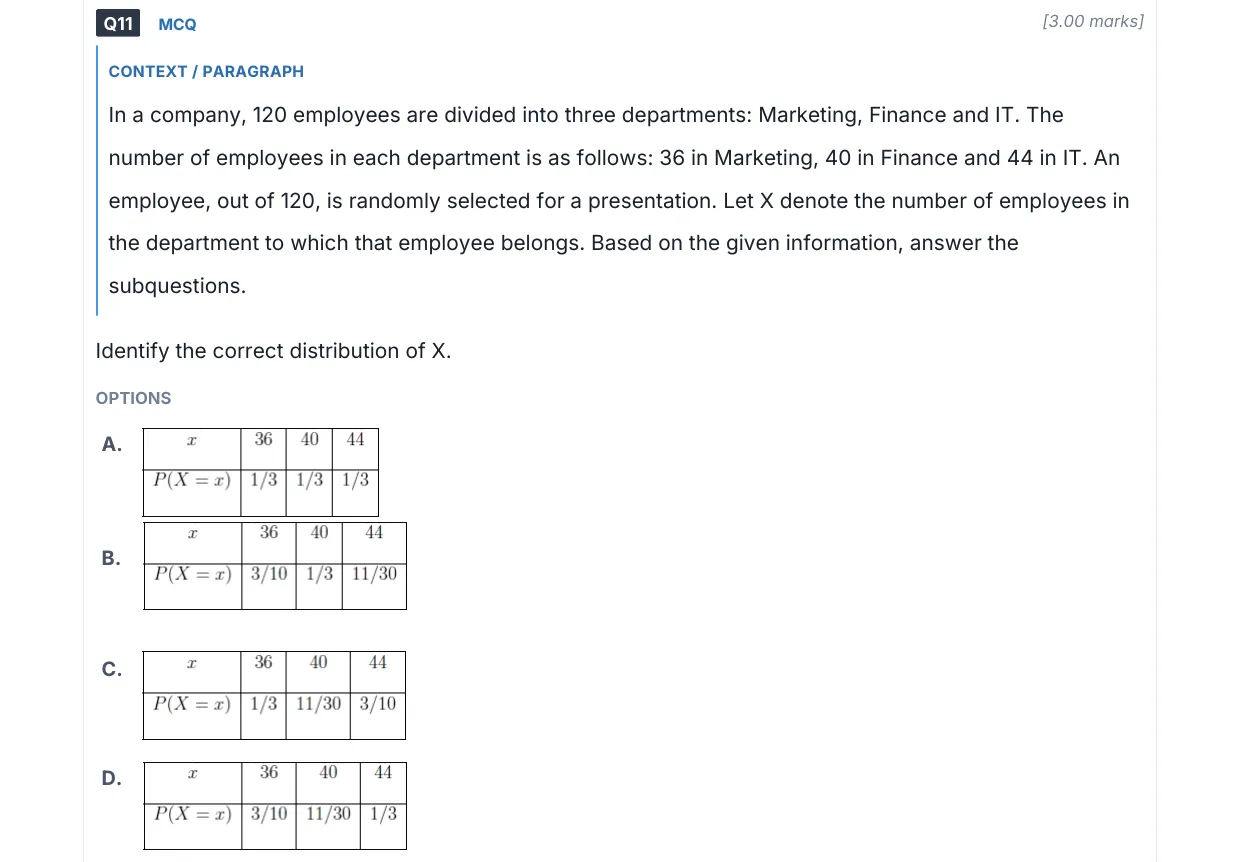 Q11 MCQ [3.00 marks]
CONTEXT / PARAGRAPH
In a company, 120 employees are divided into three departments: Marketing, Finance and IT. The
number of employees in each department is as follows: 36 in Marketing, 40 in Finance and 44 in IT. An
employee, out of 120, is randomly selected for a presentation. Let X denote the number of employees in
the department to which that employee belongs. Based on the given information, answer the
subquestions.
Identify the correct distribution of X.
OPTIONS
A.
x 36 40 44
P(X = x) 1/3 1/3 1/3
B.
x 36 40 44
P(X = x) 3/10 1/3 11/30
C.
x 36 40 44
P(X = x) 1/3 11/30 3/10
D.
x 36 40 44
P(X = x) 3/10 11/30 1/3